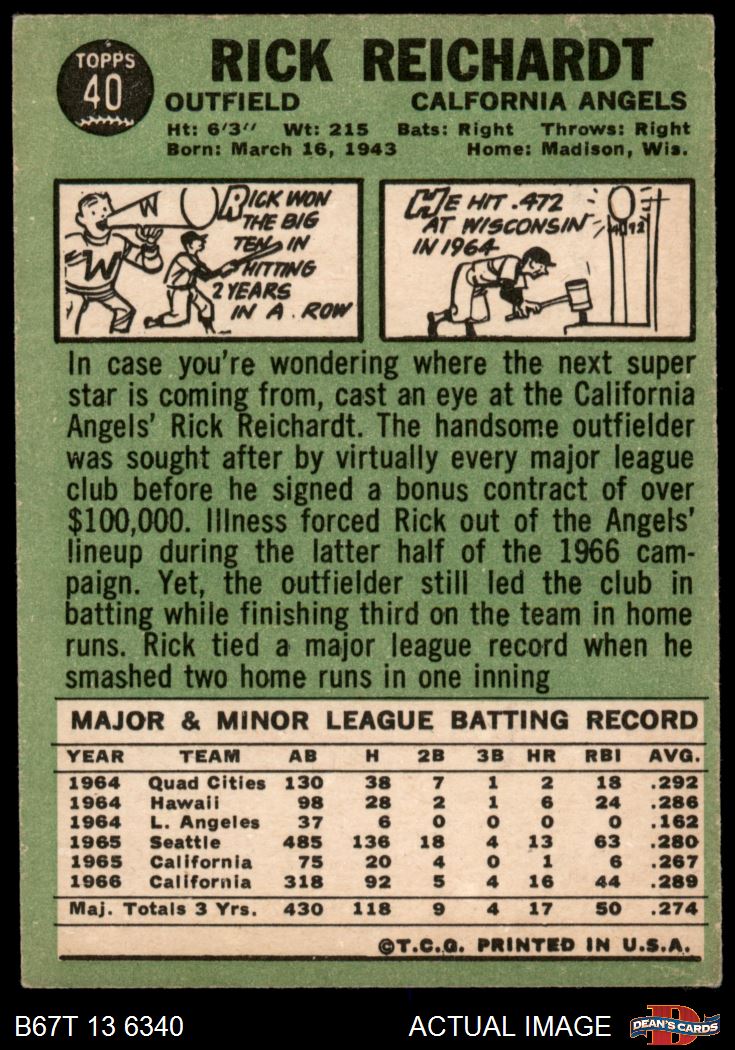 TOPPS
40
RICK REICHARDT
OUTFIELD CALFORNIA ANGELS
Ht: 6'3" Wt: 215 Bats: Right Throws: Right
Born: March 16, 1943 Home: Madison, Wis.
W
W
RICK WON
THE BIG
TEN IN
HITTING
2 YEARS
IN A ROW
HE HIT .472
AT WISCONSIN
IN 1964
In case you're wondering where the next super
star is coming from, cast an eye at the California
Angels' Rick Reichardt. The handsome outfielder
was sought after by virtually every major league
club before he signed a bonus contract of over
$100,000. Illness forced Rick out of the Angels'
lineup during the latter half of the 1966 cam-
paign. Yet, the outfielder still led the club in
batting while finishing third on the team in home
runs. Rick tied a major league record when he
smashed two home runs in one inning
MAJOR & MINOR LEAGUE BATTING RECORD
YEAR TEAM AB H 2B 3B HR RBI AVG.
1964 Quad Cities 130 38 7 1 2 18 .292
1964 Hawaii 98 28 2 1 6 24 .286
1964 L. Angeles 37 6 0 0 0 0 .162
1965 Seattle 485 136 18 4 13 63 .280
1965 California 75 20 4 0 1 6 .267
1966 California 318 92 5 4 16 44 .289
Maj. Totals 3 Yrs. 430 118 9 4 17 50 .274
©T.C.G. PRINTED IN U.S.A.
B67T 13 6340 ACTUAL IMAGE
DEAN'S CARDS